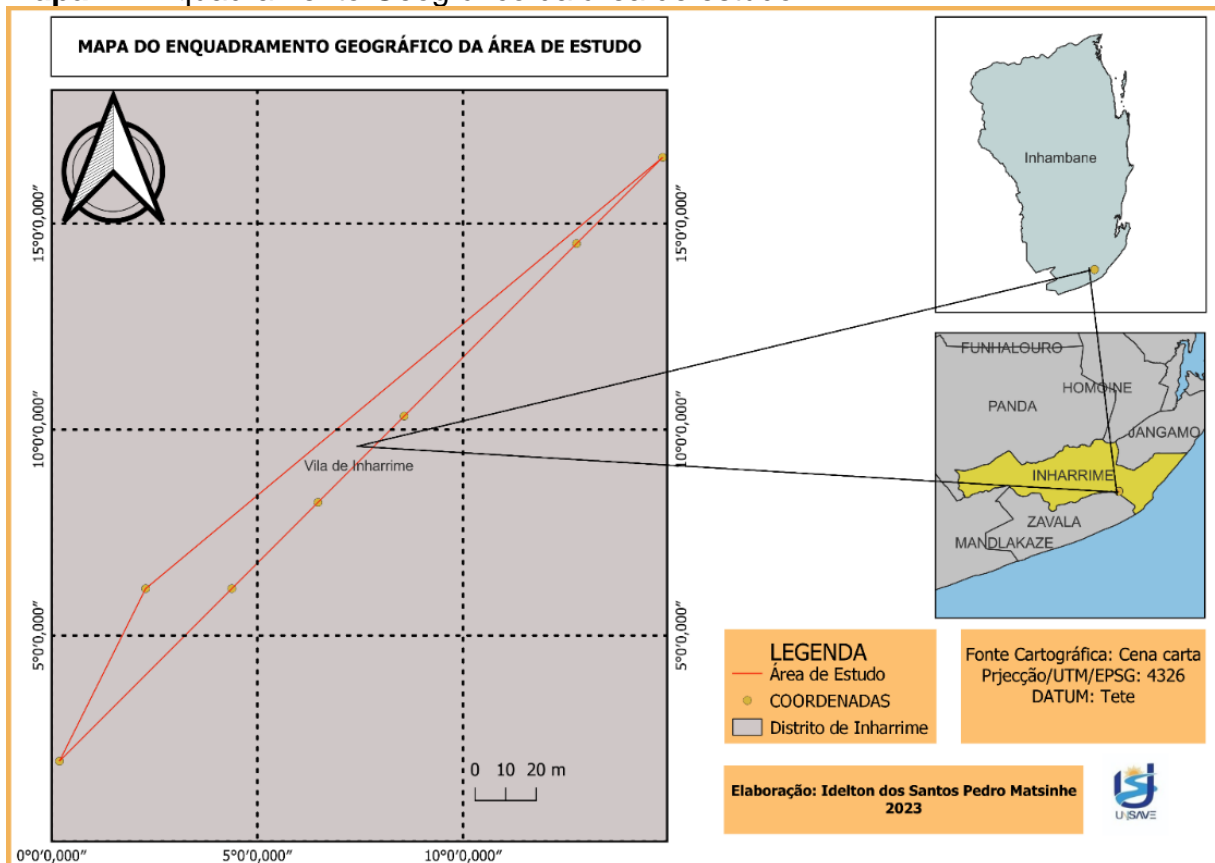 MAPA DO ENQUADRAMENTO GEOGRÁFICO DA ÁREA DE ESTUDO
15°0'0,000"
10°0'0,000"
5°0'0,000"
Vila de Inharrime
0 10 20 m
0°0'0,000" 5°0'0,000" 10°0'0,000"
15°0'0,000"
10°0'0,000"
5°0'0,000"
Inhambane
FUNHALOURO
HOMOINE
PANDA
JANGAMO
INHARRIME
ZAVALA
MANDLAKAZE
LEGENDA
Área de Estudo
COORDENADAS
Distrito de Inharrime
Fonte Cartográfica: Cena carta
Prjecção/UTM/EPSG: 4326
DATUM: Tete
Elaboração: Idelton dos Santos Pedro Matsinhe
2023
UNSAVE